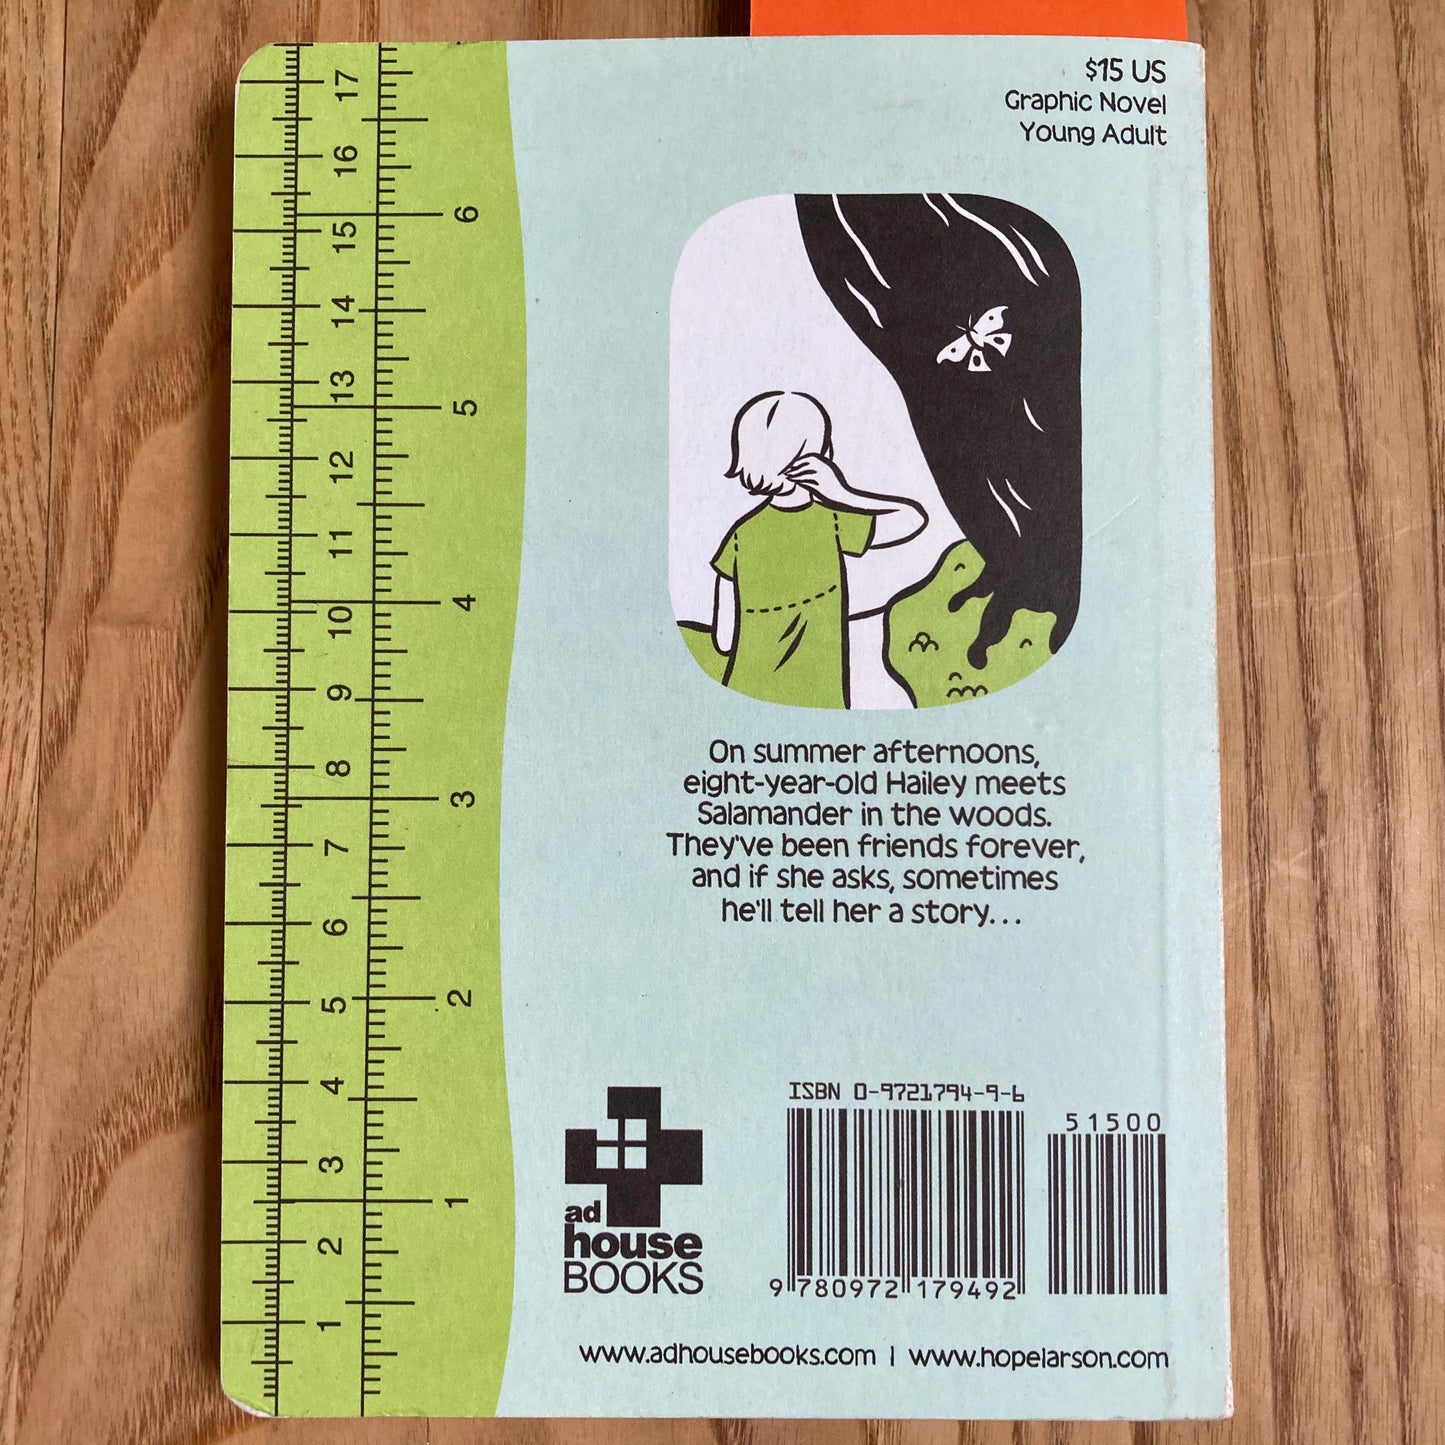 $15 US
Graphic Novel
Young Adult
17
16
15
14
13
12
11
10
9
8
7
6
5
4
3
2
1
6
5
4
3
2
1
On summer afternoons,
eight-year-old Hailey meets
Salamander in the woods.
They've been friends forever,
and if she asks, sometimes
he'll tell her a story...
ad
house
BOOKS
ISBN 0-9721794-9-6
51500
9 780972 179492
www.adhousebooks.com | www.hopelarson.com